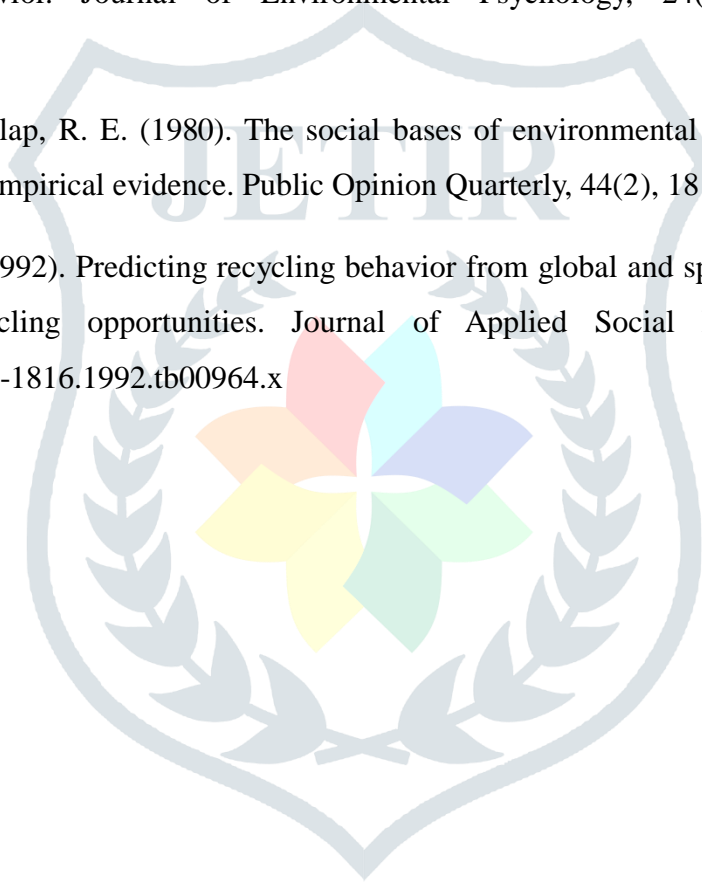 vior. Journal of Environmental Psychology, 24(
JETIR
lap, R. E. (1980). The social bases of environmental
mpirical evidence. Public Opinion Quarterly, 44(2), 18
992). Predicting recycling behavior from global and sp
cling opportunities. Journal of Applied Social
-1816.1992.tb00964.x